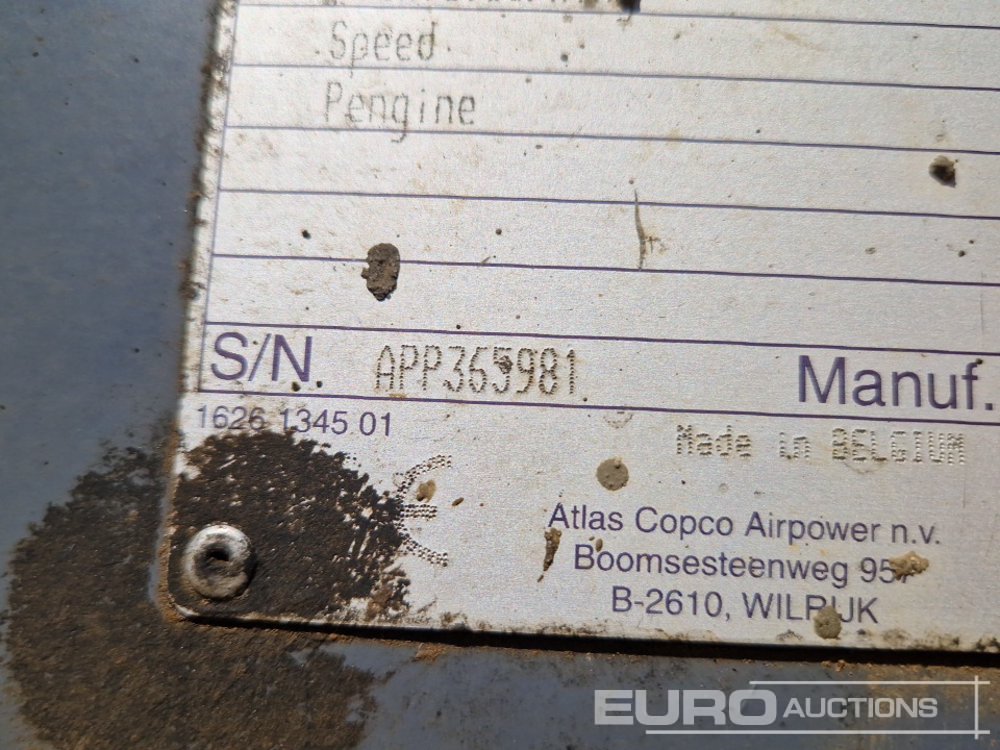 Speed
Pengine
S/N. APP365981 Manuf.
1626 1345 01
Made in BELGIUM
CE
Atlas Copco Airpower n.v.
Boomsesteenweg 957
B-2610, WILRIJK
EURO AUCTIONS